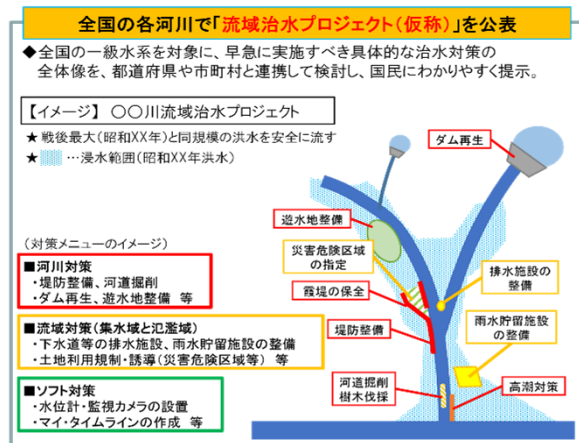 全国の各河川で「流域治水プロジェクト(仮称)」を公表
◆全国の一級水系を対象に、早急に実施すべき具体的な治水対策の
全体像を、都道府県や市町村と連携して検討し、国民にわかりやすく提示。
【イメージ】 〇〇川流域治水プロジェクト
★ 戦後最大(昭和XX年)と同規模の洪水を安全に流す
★ …浸水範囲(昭和XX年洪水)
ダム再生
遊水地整備
(対策メニューのイメージ)
災害危険区域
の指定
■河川対策
・堤防整備、河道掘削
・ダム再生、遊水地整備 等
排水施設の
整備
霞堤の保全
■流域対策(集水域と氾濫域)
・下水道等の排水施設、雨水貯留施設の整備
・土地利用規制・誘導(災害危険区域等) 等
堤防整備
雨水貯留施設
の整備
■ソフト対策
・水位計・監視カメラの設置
・マイ・タイムラインの作成 等
河道掘削
樹木伐採
高潮対策